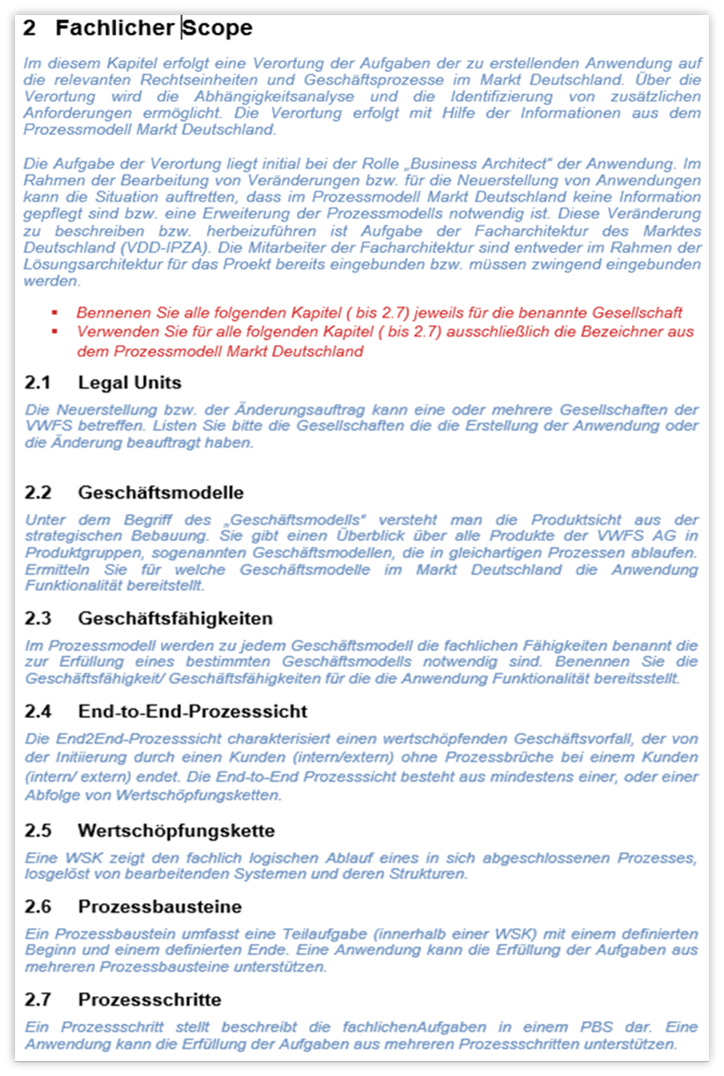 2 Fachlicher Scope
Im diesem Kapitel erfolgt eine Verortung der Aufgaben der zu erstellenden Anwendung auf
die relevanten Rechtseinheiten und Geschäftsprozesse im Markt Deutschland. Über die
Verortung wird die Abhängigkeitsanalyse und die Identifizierung von zusätzlichen
Anforderungen ermöglicht. Die Verortung erfolgt mit Hilfe der Informationen aus dem
Prozessmodell Markt Deutschland.
Die Aufgabe der Verortung liegt initial bei der Rolle „Business Architect“ der Anwendung. Im
Rahmen der Bearbeitung von Veränderungen bzw. für die Neuerstellung von Anwendungen
kann die Situation auftretten, dass im Prozessmodell Markt Deutschland keine Information
gepflegt sind bzw. eine Erweiterung der Prozessmodells notwendig ist. Diese Veränderung
zu beschreiben bzw. herbeizuführen ist Aufgabe der Facharchitektur des Marktes
Deutschland (VDD-IPZA). Die Mitarbeiter der Facharchitektur sind entweder im Rahmen der
Lösungsarchitektur für das Proekt bereits eingebunden bzw. müssen zwingend eingebunden
werden.
▪ Bennenen Sie alle folgenden Kapitel ( bis 2.7) jeweils für die benannte Gesellschaft
▪ Verwenden Sie für alle folgenden Kapitel ( bis 2.7) ausschließlich die Bezeichner aus
dem Prozessmodell Markt Deutschland
2.1 Legal Units
Die Neuerstellung bzw. der Änderungsauftrag kann eine oder mehrere Gesellschaften der
VWFS betreffen. Listen Sie bitte die Gesellschaften die die Erstellung der Anwendung oder
die Änderung beauftragt haben.
2.2 Geschäftsmodelle
Unter dem Begriff des „Geschäftsmodells“ versteht man die Produktsicht aus der
strategischen Bebauung. Sie gibt einen Überblick über alle Produkte der VWFS AG in
Produktgruppen, sogenannten Geschäftsmodellen, die in gleichartigen Prozessen ablaufen.
Ermitteln Sie für welche Geschäftsmodelle im Markt Deutschland die Anwendung
Funktionalität bereitstellt.
2.3 Geschäftsfähigkeiten
Im Prozessmodell werden zu jedem Geschäftsmodell die fachlichen Fähigkeiten benannt die
zur Erfüllung eines bestimmten Geschäftsmodells notwendig sind. Benennen Sie die
Geschäftsfähigkeit/ Geschäftsfähigkeiten für die die Anwendung Funktionalität bereitsstellt.
2.4 End-to-End-Prozesssicht
Die End2End-Prozesssicht charakterisiert einen wertschöpfenden Geschäftsvorfall, der von
der Initiierung durch einen Kunden (intern/extern) ohne Prozessbrüche bei einem Kunden
(intern/ extern) endet. Die End-to-End Prozesssicht besteht aus mindestens einer, oder einer
Abfolge von Wertschöpfungsketten.
2.5 Wertschöpfungskette
Eine WSK zeigt den fachlich logischen Ablauf eines in sich abgeschlossenen Prozesses,
losgelöst von bearbeitenden Systemen und deren Strukturen.
2.6 Prozessbausteine
Ein Prozessbaustein umfasst eine Teilaufgabe (innerhalb einer WSK) mit einem definierten
Beginn und einem definierten Ende. Eine Anwendung kann die Erfüllung der Aufgaben aus
mehreren Prozessbausteine unterstützen.
2.7 Prozessschritte
Ein Prozessschritt stellt beschreibt die fachlichenAufgaben in einem PBS dar. Eine
Anwendung kann die Erfüllung der Aufgaben aus mehreren Prozessschritten unterstützen.